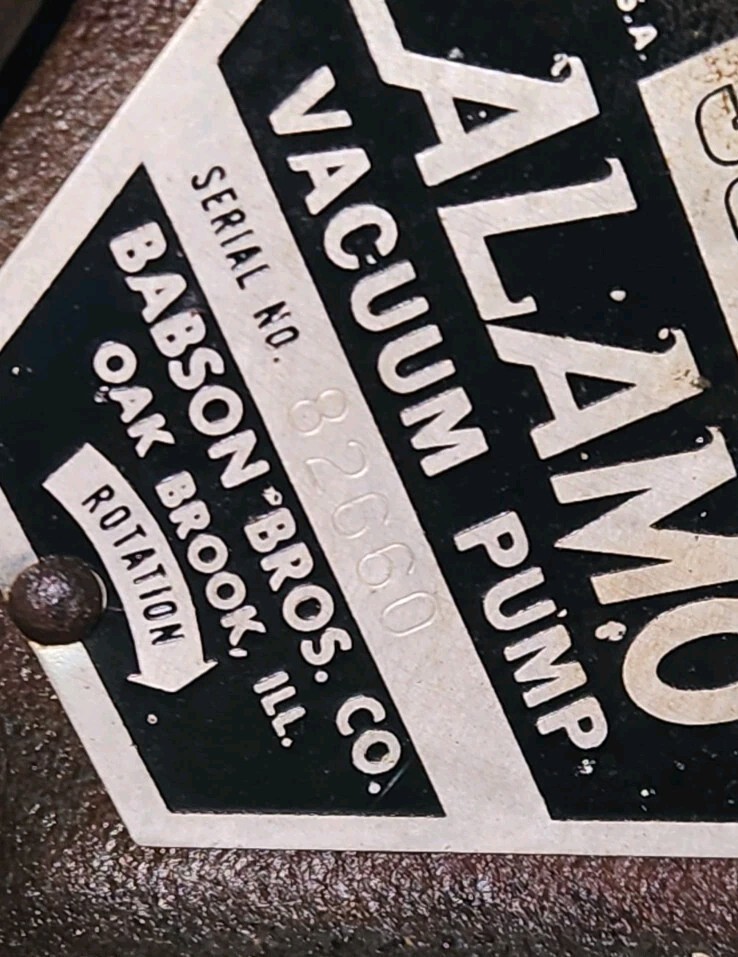 S.A.
ALAMO
VACUUM PUMP
SERIAL NO. 82660
BABSON BROS. CO.
OAK BROOK, ILL.
ROTATION